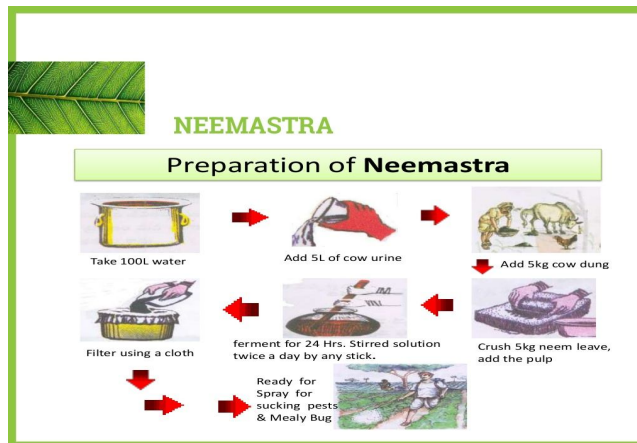 NEEMASTRA
Preparation of Neemastra
Take 100L water
Add 5L of cow urine
Add 5kg cow dung
Crush 5kg neem leave,
add the pulp
ferment for 24 Hrs. Stirred solution
twice a day by any stick.
Filter using a cloth
Ready for
Spray for
sucking pests
& Mealy Bug